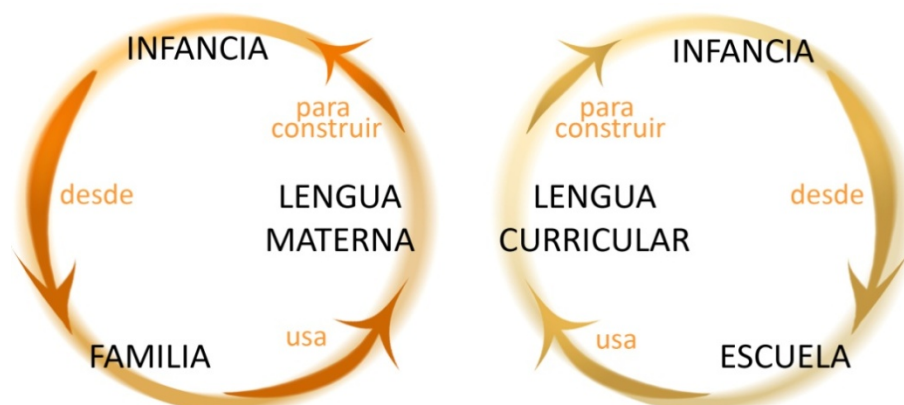 INFANCIA
para
construir
desde
LENGUA
MATERNA
usa
FAMILIA
INFANCIA
para
construir
desde
LENGUA
CURRICULAR
usa
ESCUELA